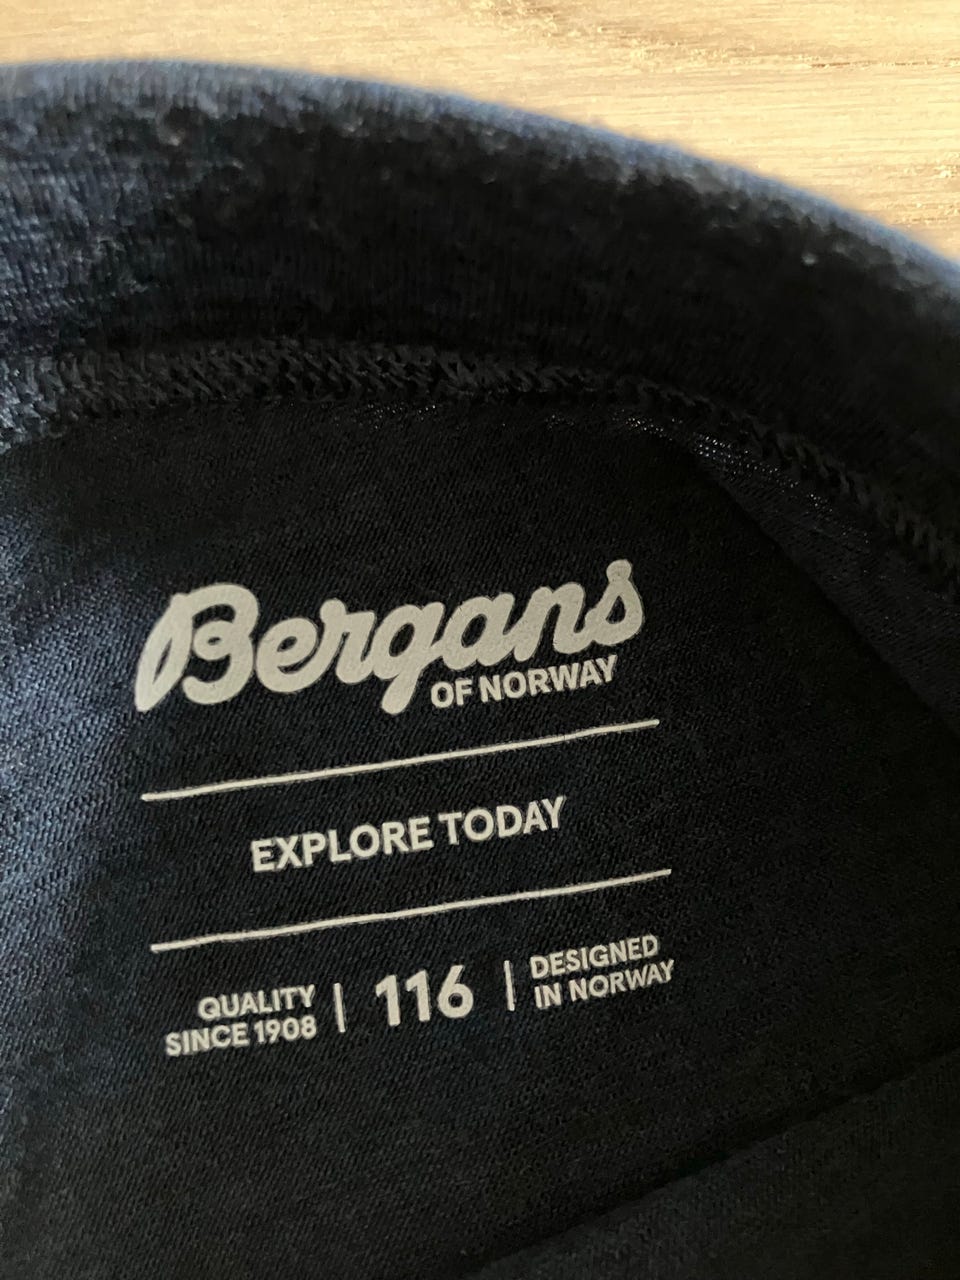 Bergans
OF NORWAY
EXPLORE TODAY
QUALITY
SINCE 1908
116
DESIGNED
IN NORWAY